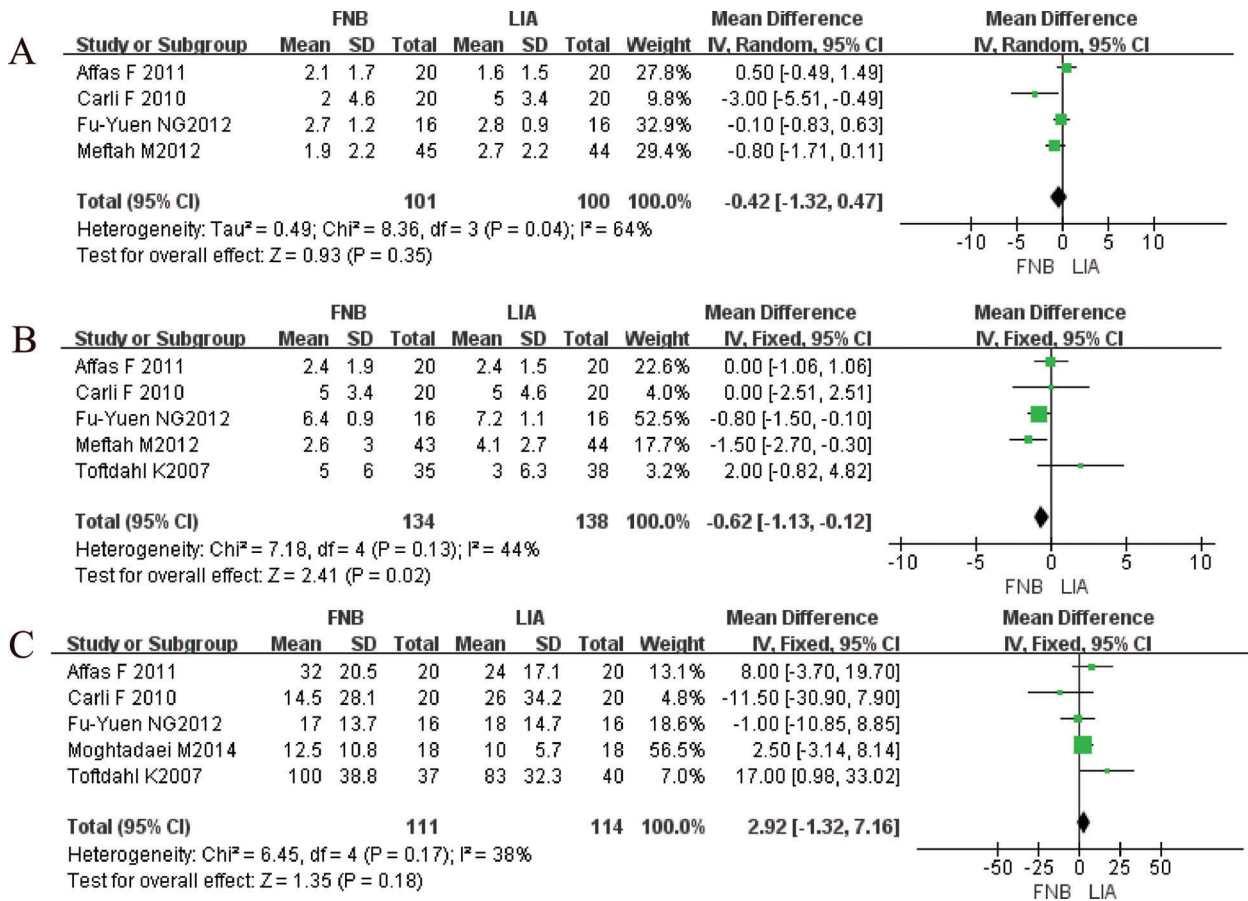 A
FNB LIA Mean Difference Mean Difference
Study or Subgroup Mean SD Total Mean SD Total Weight IV, Random, 95% CI IV, Random, 95% CI
Affas F 2011 2.1 1.7 20 1.6 1.5 20 27.8% 0.50 [-0.49, 1.49]
Carli F 2010 2 4.6 20 5 3.4 20 9.8% -3.00 [-5.51, -0.49]
Fu-Yuen NG2012 2.7 1.2 16 2.8 0.9 16 32.9% -0.10 [-0.83, 0.63]
Meftah M2012 1.9 2.2 45 2.7 2.2 44 29.4% -0.80 [-1.71, 0.11]
Total (95% CI) 101 100 100.0% -0.42 [-1.32, 0.47]
Heterogeneity: Tau² = 0.49; Chi² = 8.36, df = 3 (P = 0.04); I² = 64%
Test for overall effect: Z = 0.93 (P = 0.35)
-10 -5 0 5 10
FNB LIA
B
FNB LIA Mean Difference Mean Difference
Study or Subgroup Mean SD Total Mean SD Total Weight IV, Fixed, 95% CI IV, Fixed, 95% CI
Affas F 2011 2.4 1.9 20 2.4 1.5 20 22.6% 0.00 [-1.06, 1.06]
Carli F 2010 5 3.4 20 5 4.6 20 4.0% 0.00 [-2.51, 2.51]
Fu-Yuen NG2012 6.4 0.9 16 7.2 1.1 16 52.5% -0.80 [-1.50, -0.10]
Meftah M2012 2.6 3 43 4.1 2.7 44 17.7% -1.50 [-2.70, -0.30]
Toftdahl K2007 5 6 35 3 6.3 38 3.2% 2.00 [-0.82, 4.82]
Total (95% CI) 134 138 100.0% -0.62 [-1.13, -0.12]
Heterogeneity: Chi² = 7.18, df = 4 (P = 0.13); I² = 44%
Test for overall effect: Z = 2.41 (P = 0.02)
-10 -5 0 5 10
FNB LIA
C
FNB LIA Mean Difference Mean Difference
Study or Subgroup Mean SD Total Mean SD Total Weight IV, Fixed, 95% CI IV, Fixed, 95% CI
Affas F 2011 32 20.5 20 24 17.1 20 13.1% 8.00 [-3.70, 19.70]
Carli F 2010 14.5 28.1 20 26 34.2 20 4.8% -11.50 [-30.90, 7.90]
Fu-Yuen NG2012 17 13.7 16 18 14.7 16 18.6% -1.00 [-10.85, 8.85]
Moghtadaei M2014 12.5 10.8 18 10 5.7 18 56.5% 2.50 [-3.14, 8.14]
Toftdahl K2007 100 38.8 37 83 32.3 40 7.0% 17.00 [0.98, 33.02]
Total (95% CI) 111 114 100.0% 2.92 [-1.32, 7.16]
Heterogeneity: Chi² = 6.45, df = 4 (P = 0.17); I² = 38%
Test for overall effect: Z = 1.35 (P = 0.18)
-50 -25 0 25 50
FNB LIA